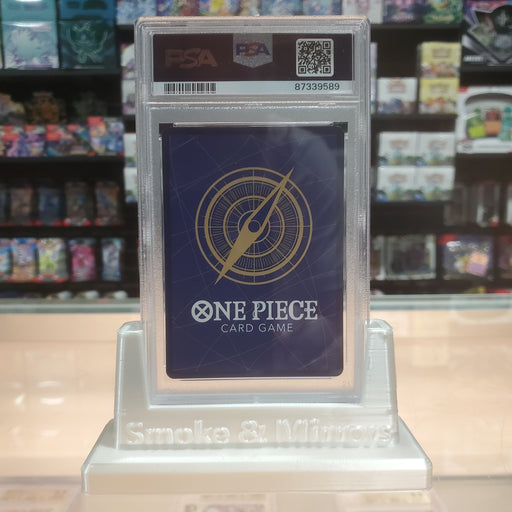 PSA
PSA
87339589
ONE PIECE
CARD GAME
Smoke & Mirrors